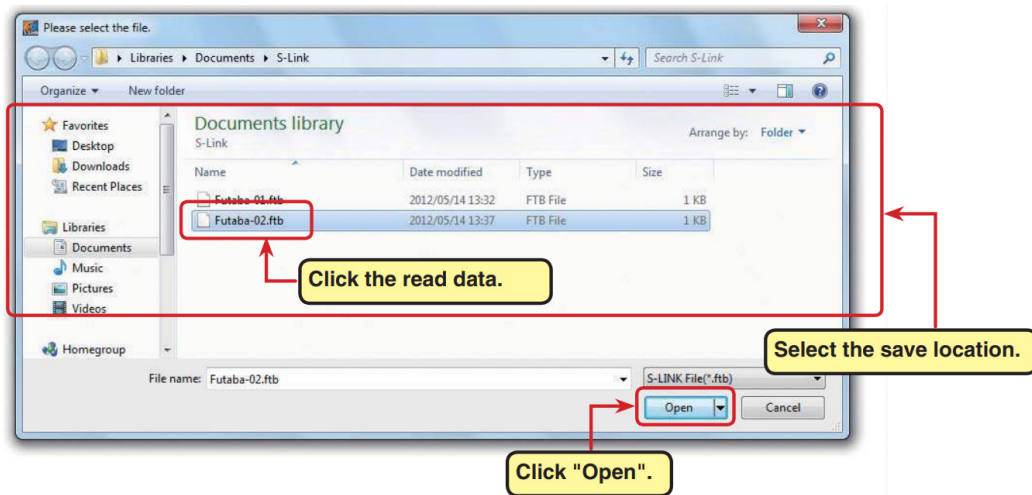 Please select the file.
Libraries Documents S-Link
Search S-Link
Organize New folder
Favorites
Desktop
Downloads
Recent Places
Libraries
Documents
Music
Pictures
Videos
Homegroup
Documents library
S-Link
Arrange by: Folder
Name Date modified Type Size
Futaba-01.ftb 2012/05/14 13:32 FTB File 1 KB
Futaba-02.ftb 2012/05/14 13:37 FTB File 1 KB
Click the read data.
Select the save location.
File name: Futaba-02.ftb
S-LINK File(*.ftb)
Open Cancel
Click "Open".